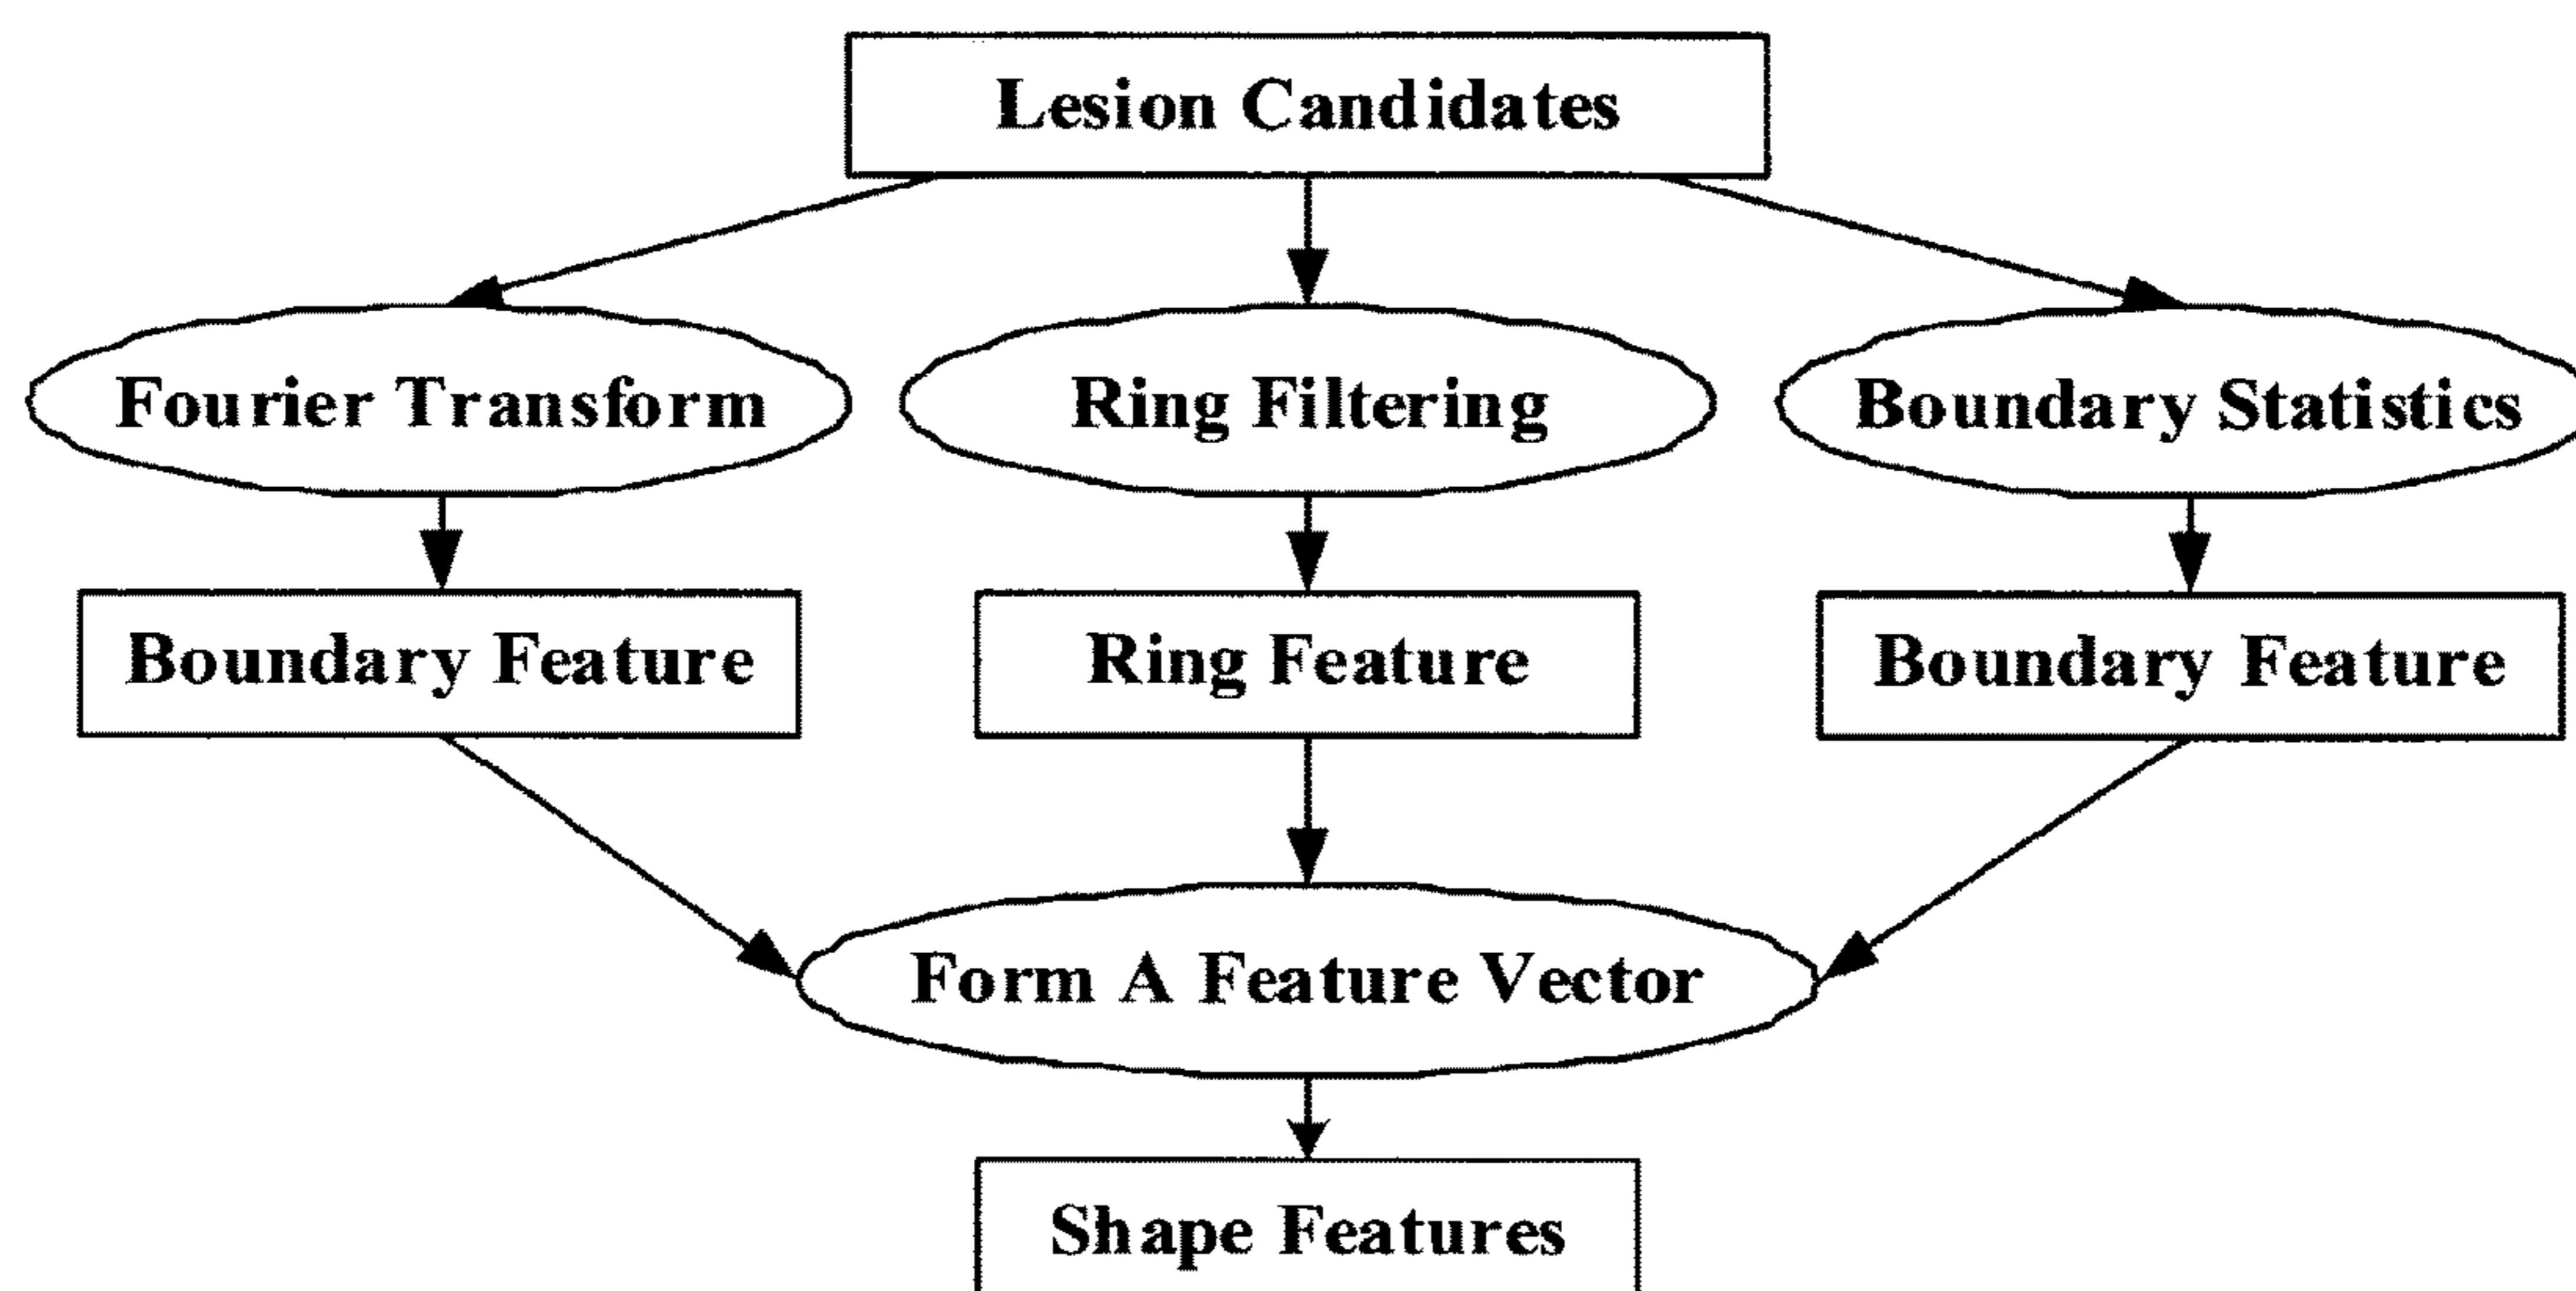 Lesion Candidates
Fourier Transform
Ring Filtering
Boundary Statistics
Boundary Feature
Ring Feature
Boundary Feature
Form A Feature Vector
Shape Features